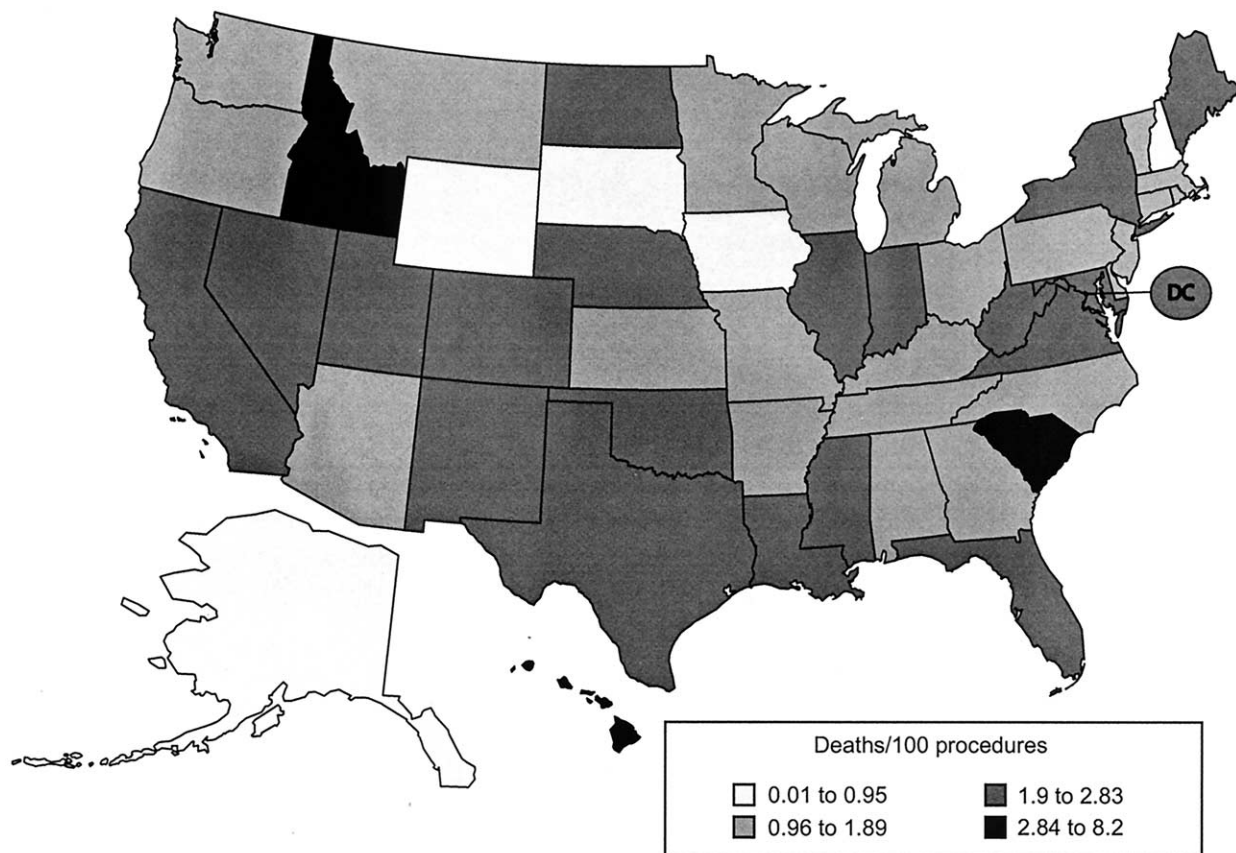 DC
Deaths/100 procedures
0.01 to 0.95
1.9 to 2.83
0.96 to 1.89
2.84 to 8.2